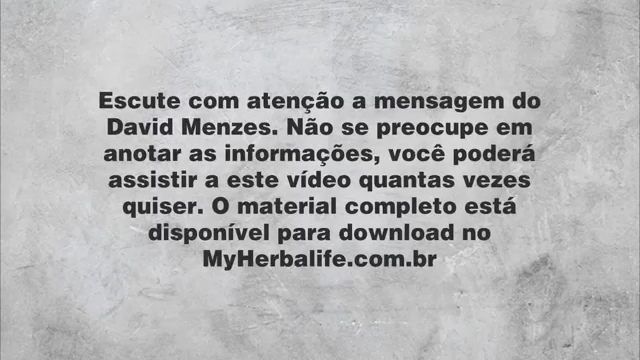 Escute com atenção a mensagem do
David Menzes. Não se preocupe em
anotar as informações, você poderá
assistir a este vídeo quantas vezes
quiser. O material completo está
disponível para download no
MyHerbalife.com.br